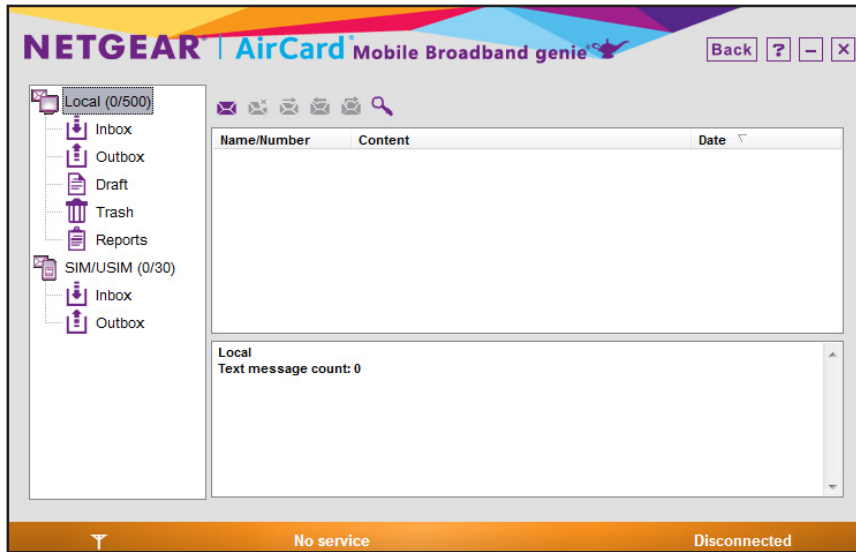 NETGEAR® | AirCard® Mobile Broadband genie®
Back ? – ×
Local (0/500)
Inbox
Outbox
Draft
Trash
Reports
SIM/USIM (0/30)
Inbox
Outbox
Name/Number Content Date
Local
Text message count: 0
No service Disconnected